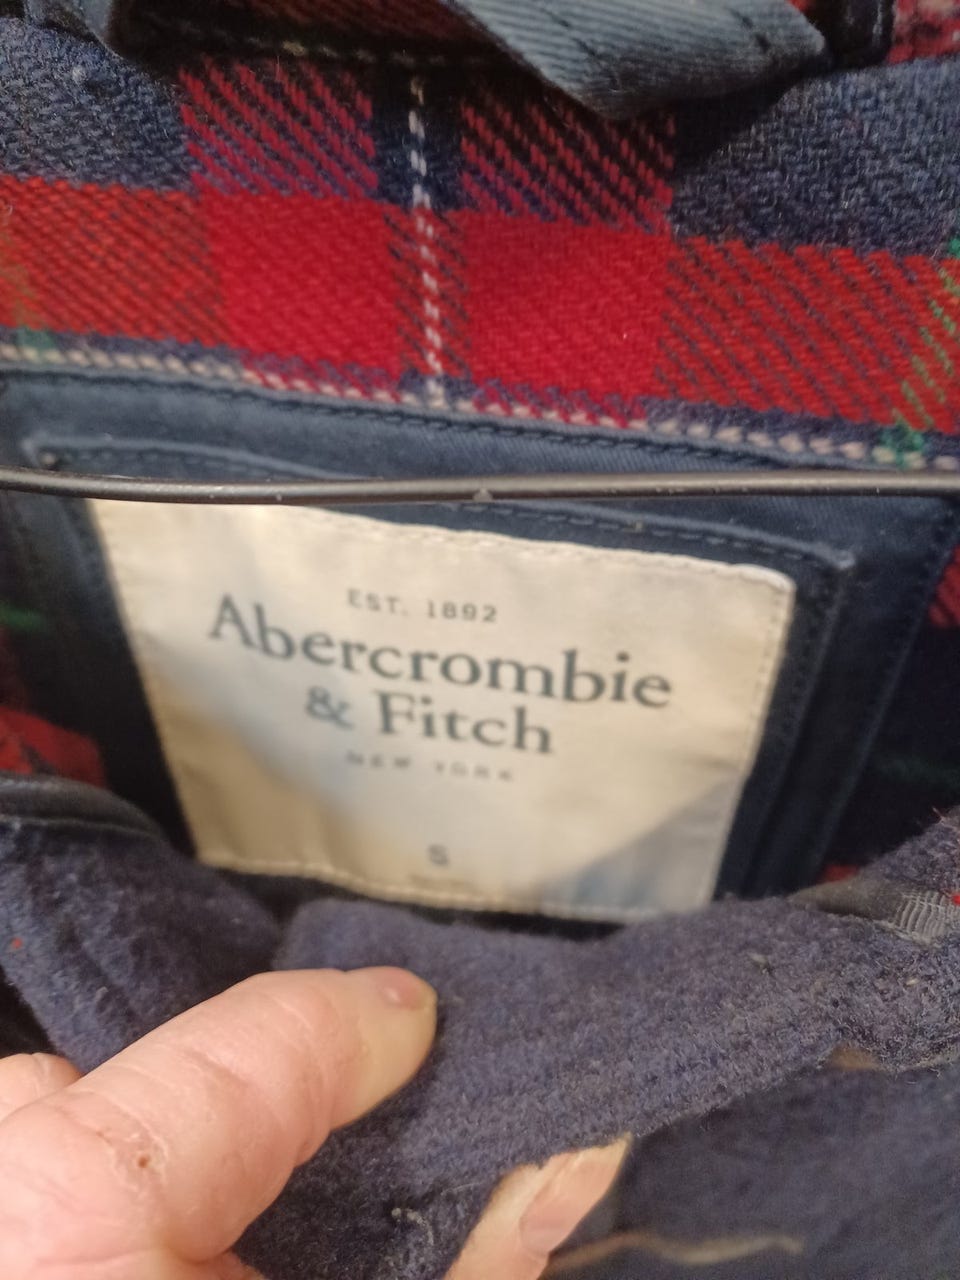 EST. 1892
Abercrombie
& Fitch
NEW YORK
S